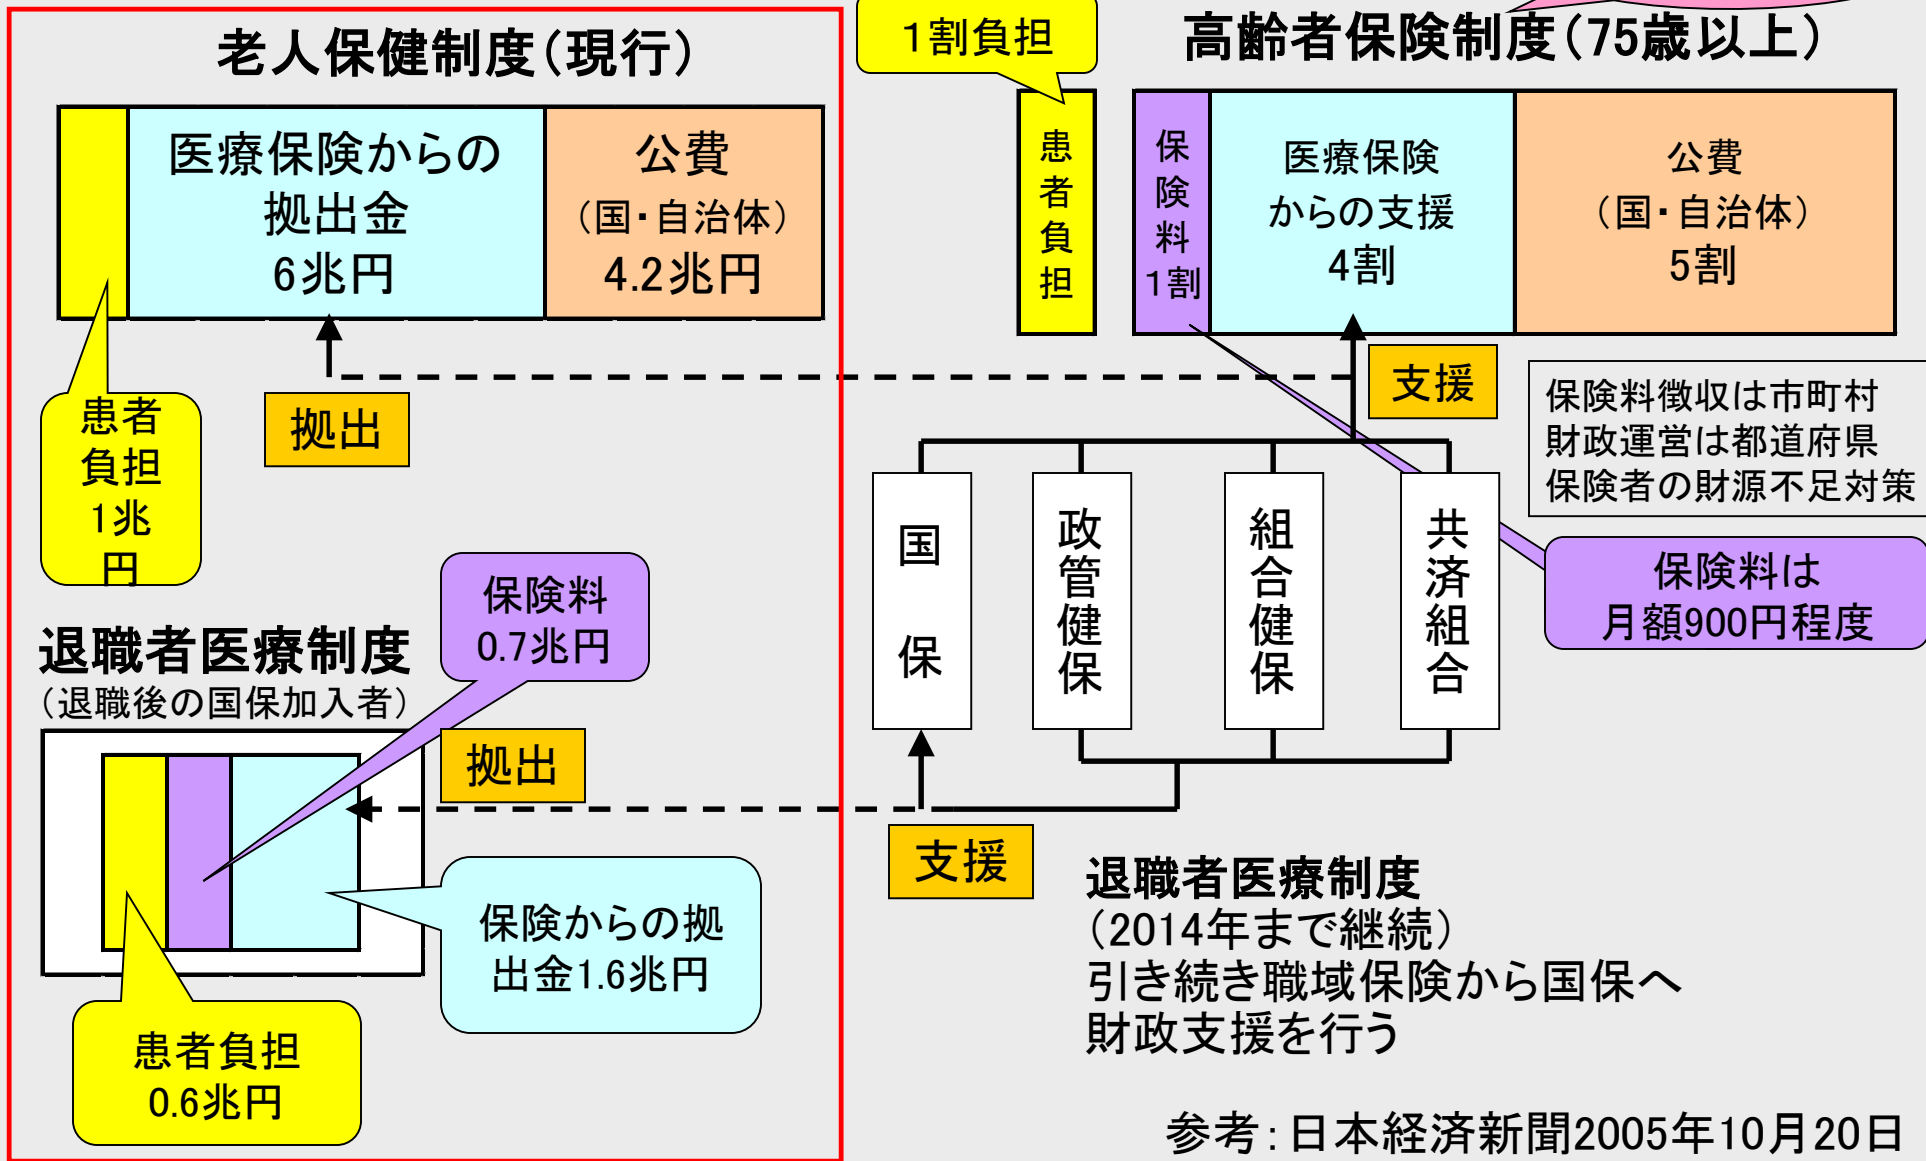 老人保健制度（現行）
医療保険からの
拠出金
6兆円
公費
（国・自治体）
4.2兆円
患者
負担
1兆
円
拠出
退職者医療制度
（退職後の国保加入者）
保険料
0.7兆円
拠出
保険からの拠
出金1.6兆円
患者負担
0.6兆円
1割負担
高齢者保険制度（75歳以上）
患者負担
保険料
1割
医療保険
からの支援
4割
公費
（国・自治体）
5割
支援
保険料徴収は市町村
財政運営は都道府県
保険者の財源不足対策
保険料は
月額900円程度
国保
政管健保
組合健保
共済組合
支援
退職者医療制度
（2014年まで継続）
引き続き職域保険から国保へ
財政支援を行う
参考：日本経済新聞2005年10月20日